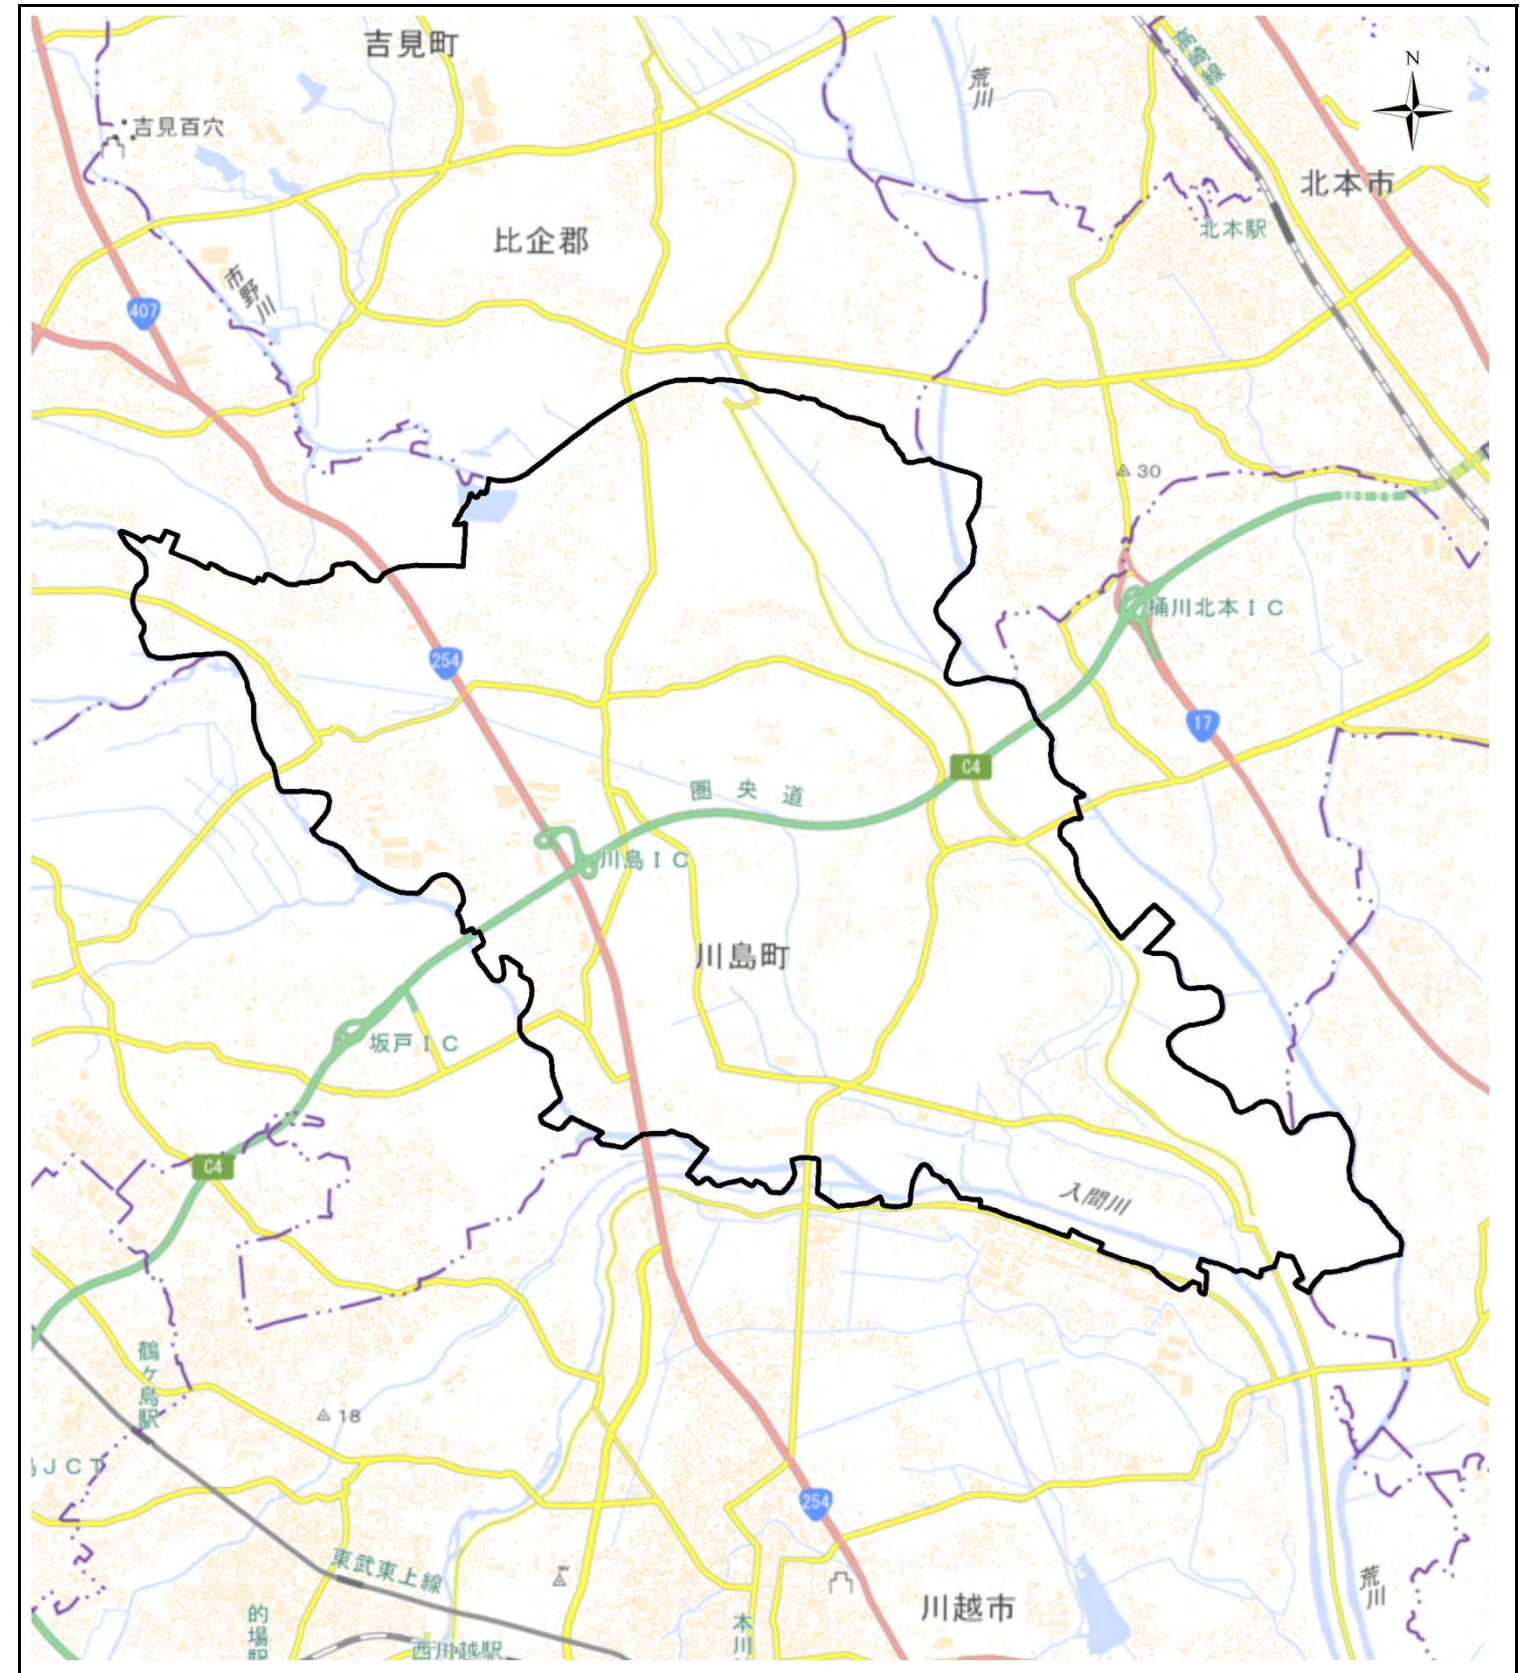 吉見町
荒川
高崎線
N
吉見百穴
北本市
北本駅
比企郡
市野川
407
30
桶川北本IC
254
17
C4
圏央道
川島IC
川島町
坂戸IC
C4
入間川
鶴ヶ島駅
18
JCT
254
東武東上線
川越市
荒川
的場駅
本川
西川越駅